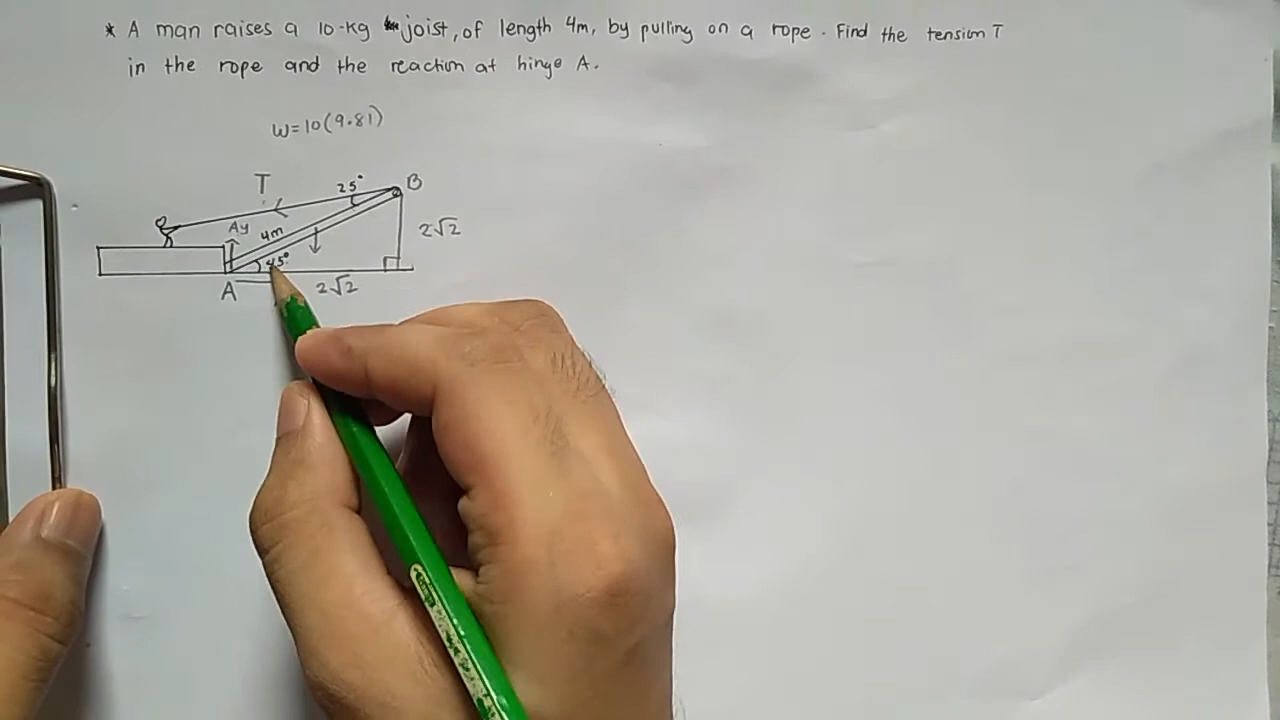 * A man raises a 10-kg joist, of length 4m, by pulling on a rope. Find the tension T
in the rope and the reaction at hinge A.
W=10(9.81)
T
25°
B
Ay
4m
2√2
45°
A
2√2